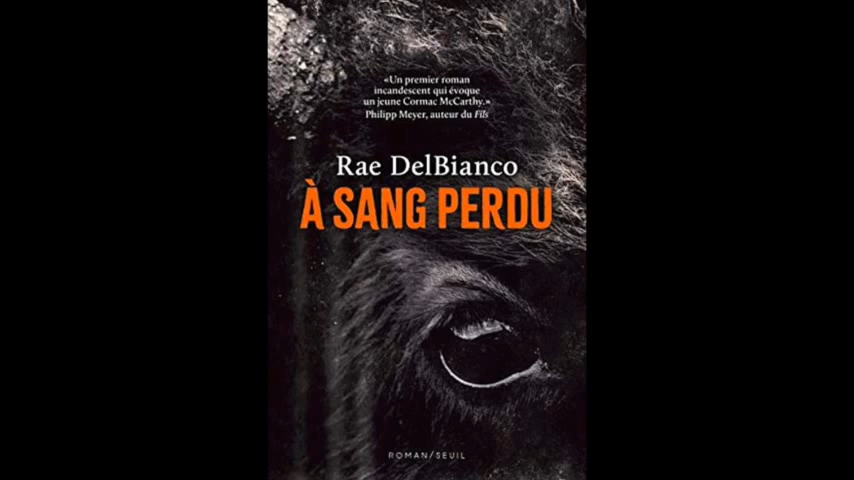 «Un premier roman
incandescent qui évoque
un jeune Cormac McCarthy.»
Philipp Meyer, auteur du Fils
Rae DelBianco
À SANG PERDU
ROMAN/SEUIL